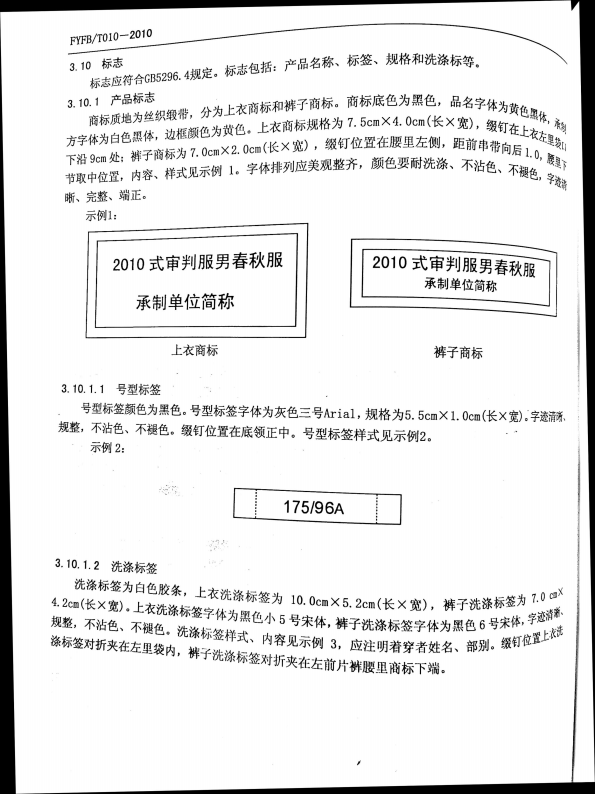 FYFB/T010—2010
3.10 标志
标志应符合GB5296.4规定。标志包括：产品名称、标签、规格和洗涤标等。
3.10.1 产品标志
商标质地为丝织缎带，分为上衣商标和裤子商标。商标底色为黑色，品名字体为黄色黑体，承制
方字体为白色黑体，边框颜色为黄色。上衣商标规格为 7.5cm×4.0cm(长×宽)，缀钉在上衣左里袋口
下沿 9cm 处；裤子商标为 7.0cm×2.0cm(长×宽)，缀钉位置在腰里左侧，距前串带向后 1.0，腰里下
节取中位置，内容、样式见示例 1。字体排列应美观整齐，颜色要耐洗涤、不沾色、不褪色，字迹清
晰、完整、端正。
示例1：
2010 式审判服男春秋服
承制单位简称
2010 式审判服男春秋服
承制单位简称
上衣商标
裤子商标
3.10.1.1 号型标签
号型标签颜色为黑色。号型标签字体为灰色三号Arial，规格为5.5cm×1.0cm(长×宽)。字迹清晰、
规整，不沾色、不褪色。缀钉位置在底领正中。号型标签样式见示例2。
示例 2：
175/96A
3.10.1.2 洗涤标签
洗涤标签为白色胶条，上衣洗涤标签为 10.0cm×5.2cm(长×宽)，裤子洗涤标签为 7.0 cm×
4.2cm(长×宽)。上衣洗涤标签字体为黑色小 5 号宋体，裤子洗涤标签字体为黑色 6 号宋体，字迹清晰、
规整，不沾色、不褪色。洗涤标签样式、内容见示例 3，应注明着穿者姓名、部别。缀钉位置上衣洗
涤标签对折夹在左里袋内，裤子洗涤标签对折夹在左前片裤腰里商标下端。